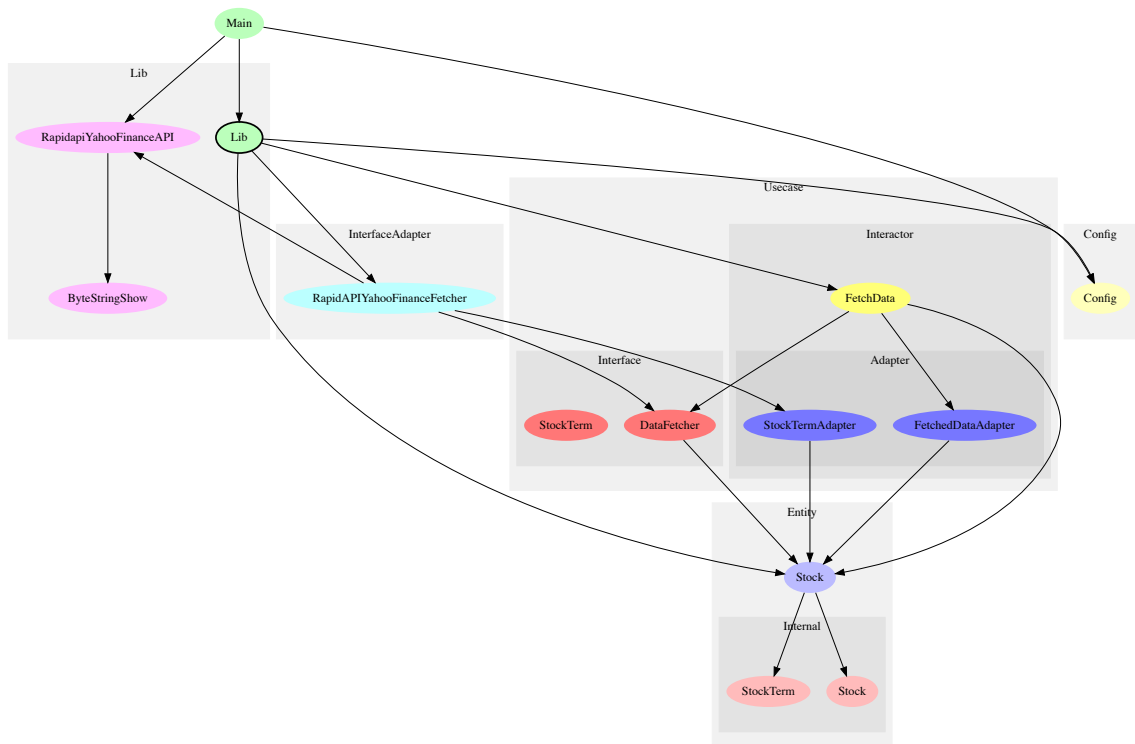 Main
Lib
RapidapiYahooFinanceAPI
Lib
Usecase
InterfaceAdapter
Interactor
Config
ByteStringShow
RapidAPIYahooFinanceFetcher
FetchData
Config
Interface
Adapter
StockTerm
DataFetcher
StockTermAdapter
FetchedDataAdapter
Entity
Stock
Internal
StockTerm
Stock